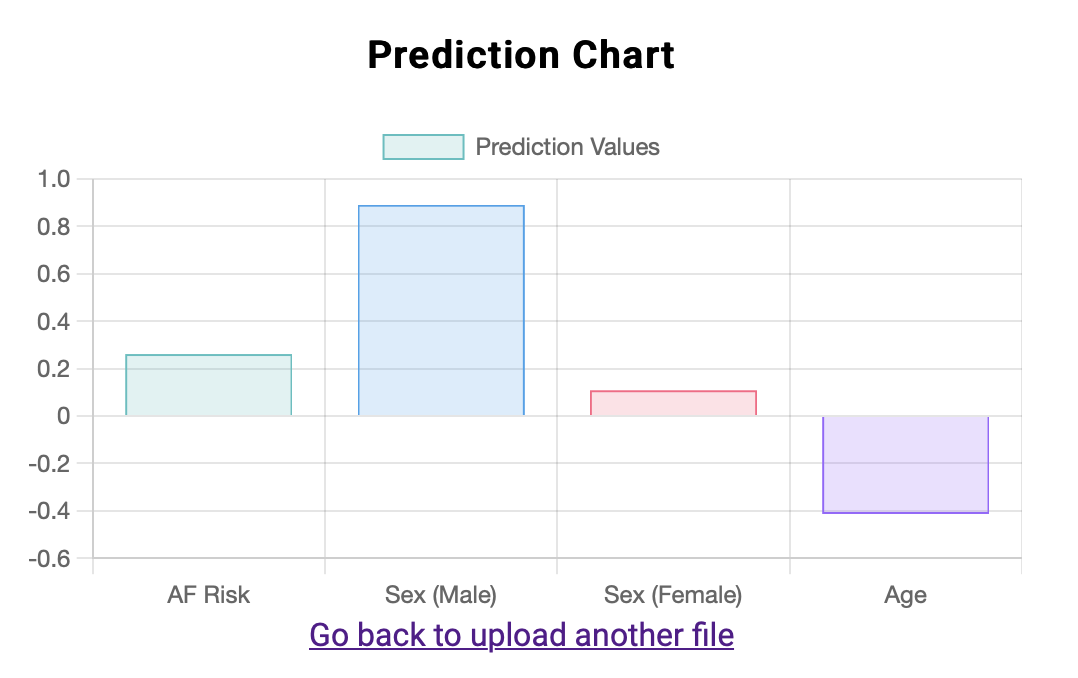 Prediction Chart
Prediction Values
1.0
0.8
0.6
0.4
0.2
0
-0.2
-0.4
-0.6
AF Risk Sex (Male) Sex (Female) Age
Go back to upload another file